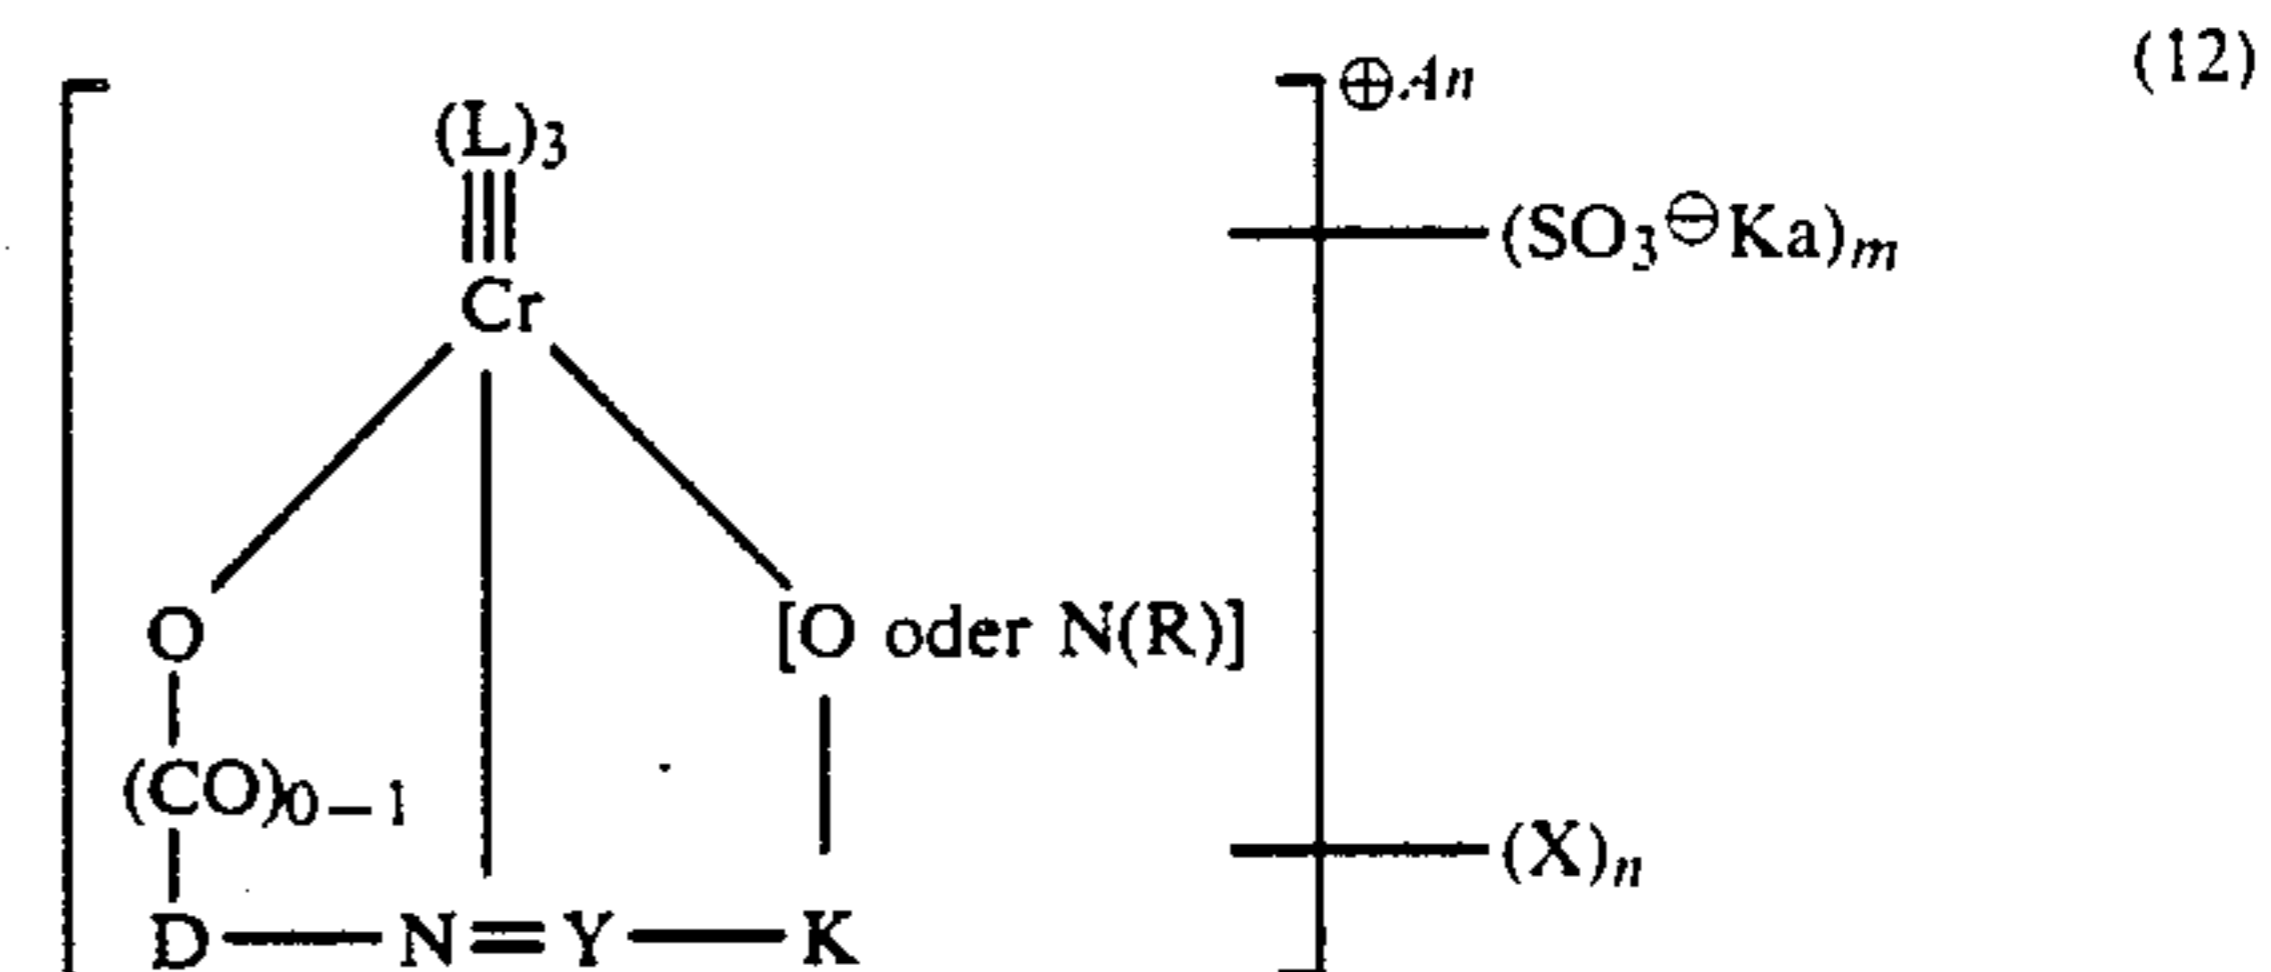 (12)
⊕An
(L)3
(SO3⊖Ka)m
Cr
O
[O oder N(R)]
(CO)0–1
(X)n
D—N=Y—K